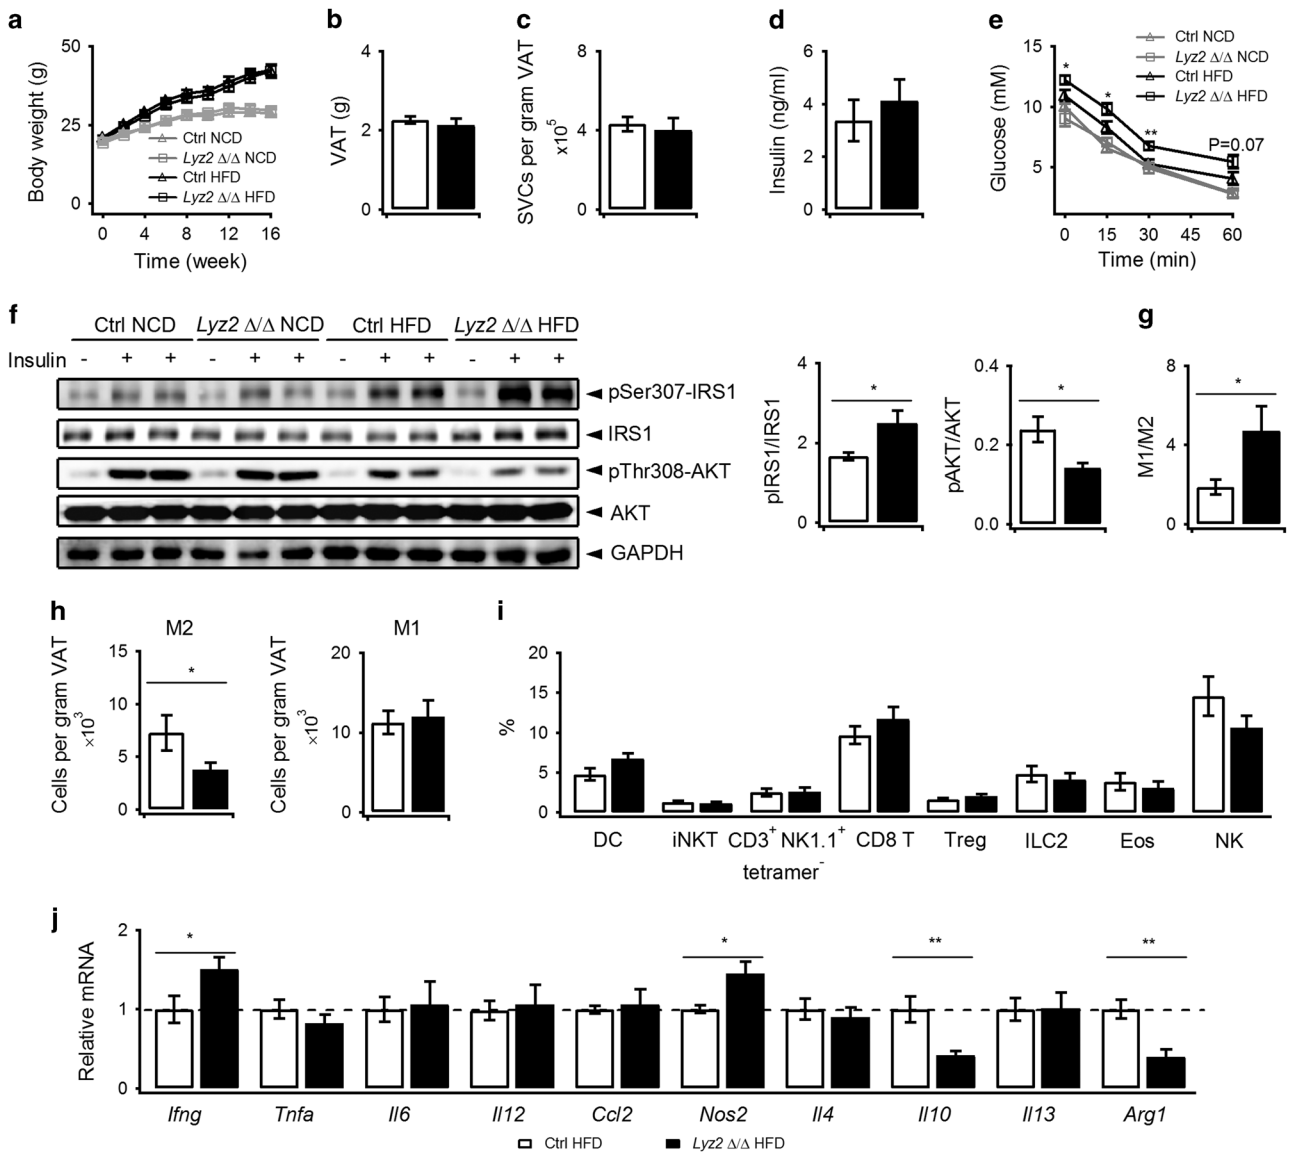 a
50
25
0
Body weight (g)
0 4 8 12 16
Time (week)
Ctrl NCD
Lyz2 Δ/Δ NCD
Ctrl HFD
Lyz2 Δ/Δ HFD
b
4
2
0
VAT (g)
c
8
4
0
SVCs per gram VAT
×10⁵
d
6
4
2
0
Insulin (ng/ml)
e
15
10
5
Glucose (mM)
0 15 30 45 60
Time (min)
Ctrl NCD
Lyz2 Δ/Δ NCD
Ctrl HFD
Lyz2 Δ/Δ HFD
*
*
**
P=0.07
f
Ctrl NCD Lyz2 Δ/Δ NCD Ctrl HFD Lyz2 Δ/Δ HFD
Insulin - + + - + + - + + - + +
pSer307-IRS1
IRS1
pThr308-AKT
AKT
GAPDH
4
2
0
pIRS1/IRS1
*
0.4
0.2
0.0
pAKT/AKT
*
g
8
4
0
M1/M2
*
h
M2
15
10
5
0
Cells per gram VAT
×10³
*
M1
20
10
0
Cells per gram VAT
×10³
i
20
15
10
5
0
%
DC iNKT CD3⁺ NK1.1⁺ CD8 T Treg ILC2 Eos NK
tetramer⁻
j
2
1
0
Relative mRNA
* * ** **
Ifng Tnfa Il6 Il12 Ccl2 Nos2 Il4 Il10 Il13 Arg1
Ctrl HFD Lyz2 Δ/Δ HFD